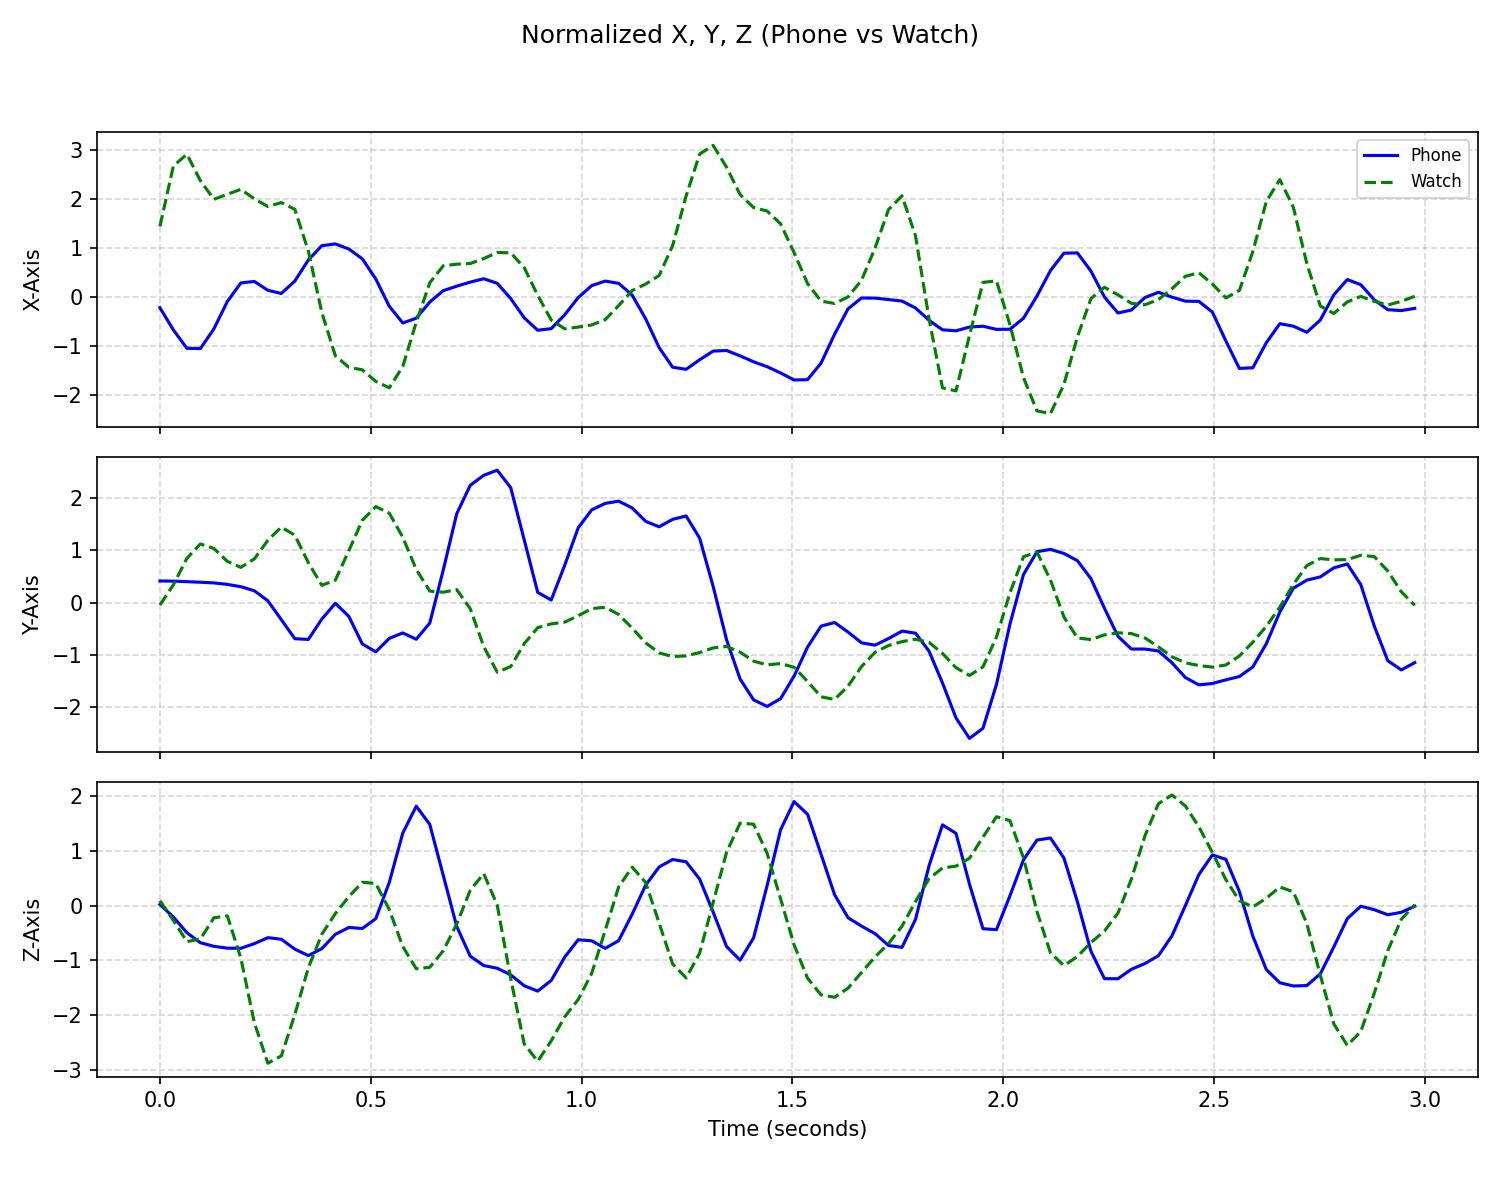 Normalized X, Y, Z (Phone vs Watch)
3
2
1
0
−1
−2
X-Axis
Phone
Watch
2
1
0
−1
−2
Y-Axis
2
1
0
−1
−2
−3
Z-Axis
0.0 0.5 1.0 1.5 2.0 2.5 3.0
Time (seconds)